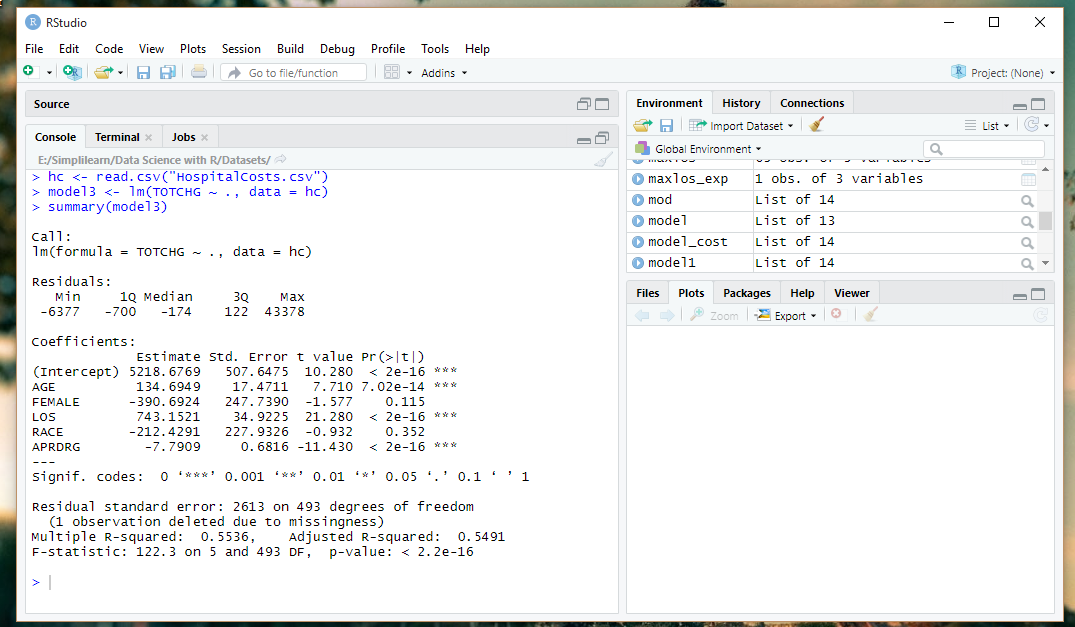 RStudio
File Edit Code View Plots Session Build Debug Profile Tools Help
Go to file/function Addins Project: (None)
Source
Console Terminal Jobs
E:/Simplilearn/Data Science with R/Datasets/
> hc <- read.csv("HospitalCosts.csv")
> model3 <- lm(TOTCHG ~ ., data = hc)
> summary(model3)
Call:
lm(formula = TOTCHG ~ ., data = hc)
Residuals:
Min 1Q Median 3Q Max
-6377 -700 -174 122 43378
Coefficients:
Estimate Std. Error t value Pr(>|t|)
(Intercept) 5218.6769 507.6475 10.280 < 2e-16 ***
AGE 134.6949 17.4711 7.710 7.02e-14 ***
FEMALE -390.6924 247.7390 -1.577 0.115
LOS 743.1521 34.9225 21.280 < 2e-16 ***
RACE -212.4291 227.9326 -0.932 0.352
APRDRG -7.7909 0.6816 -11.430 < 2e-16 ***
---
Signif. codes: 0 ‘***’ 0.001 ‘**’ 0.01 ‘*’ 0.05 ‘.’ 0.1 ‘ ’ 1
Residual standard error: 2613 on 493 degrees of freedom
(1 observation deleted due to missingness)
Multiple R-squared: 0.5536, Adjusted R-squared: 0.5491
F-statistic: 122.3 on 5 and 493 DF, p-value: < 2.2e-16
>
Environment History Connections
Import Dataset List
Global Environment
maxlos_exp 1 obs. of 3 variables
mod List of 14
model List of 13
model_cost List of 14
model1 List of 14
Files Plots Packages Help Viewer
Zoom Export